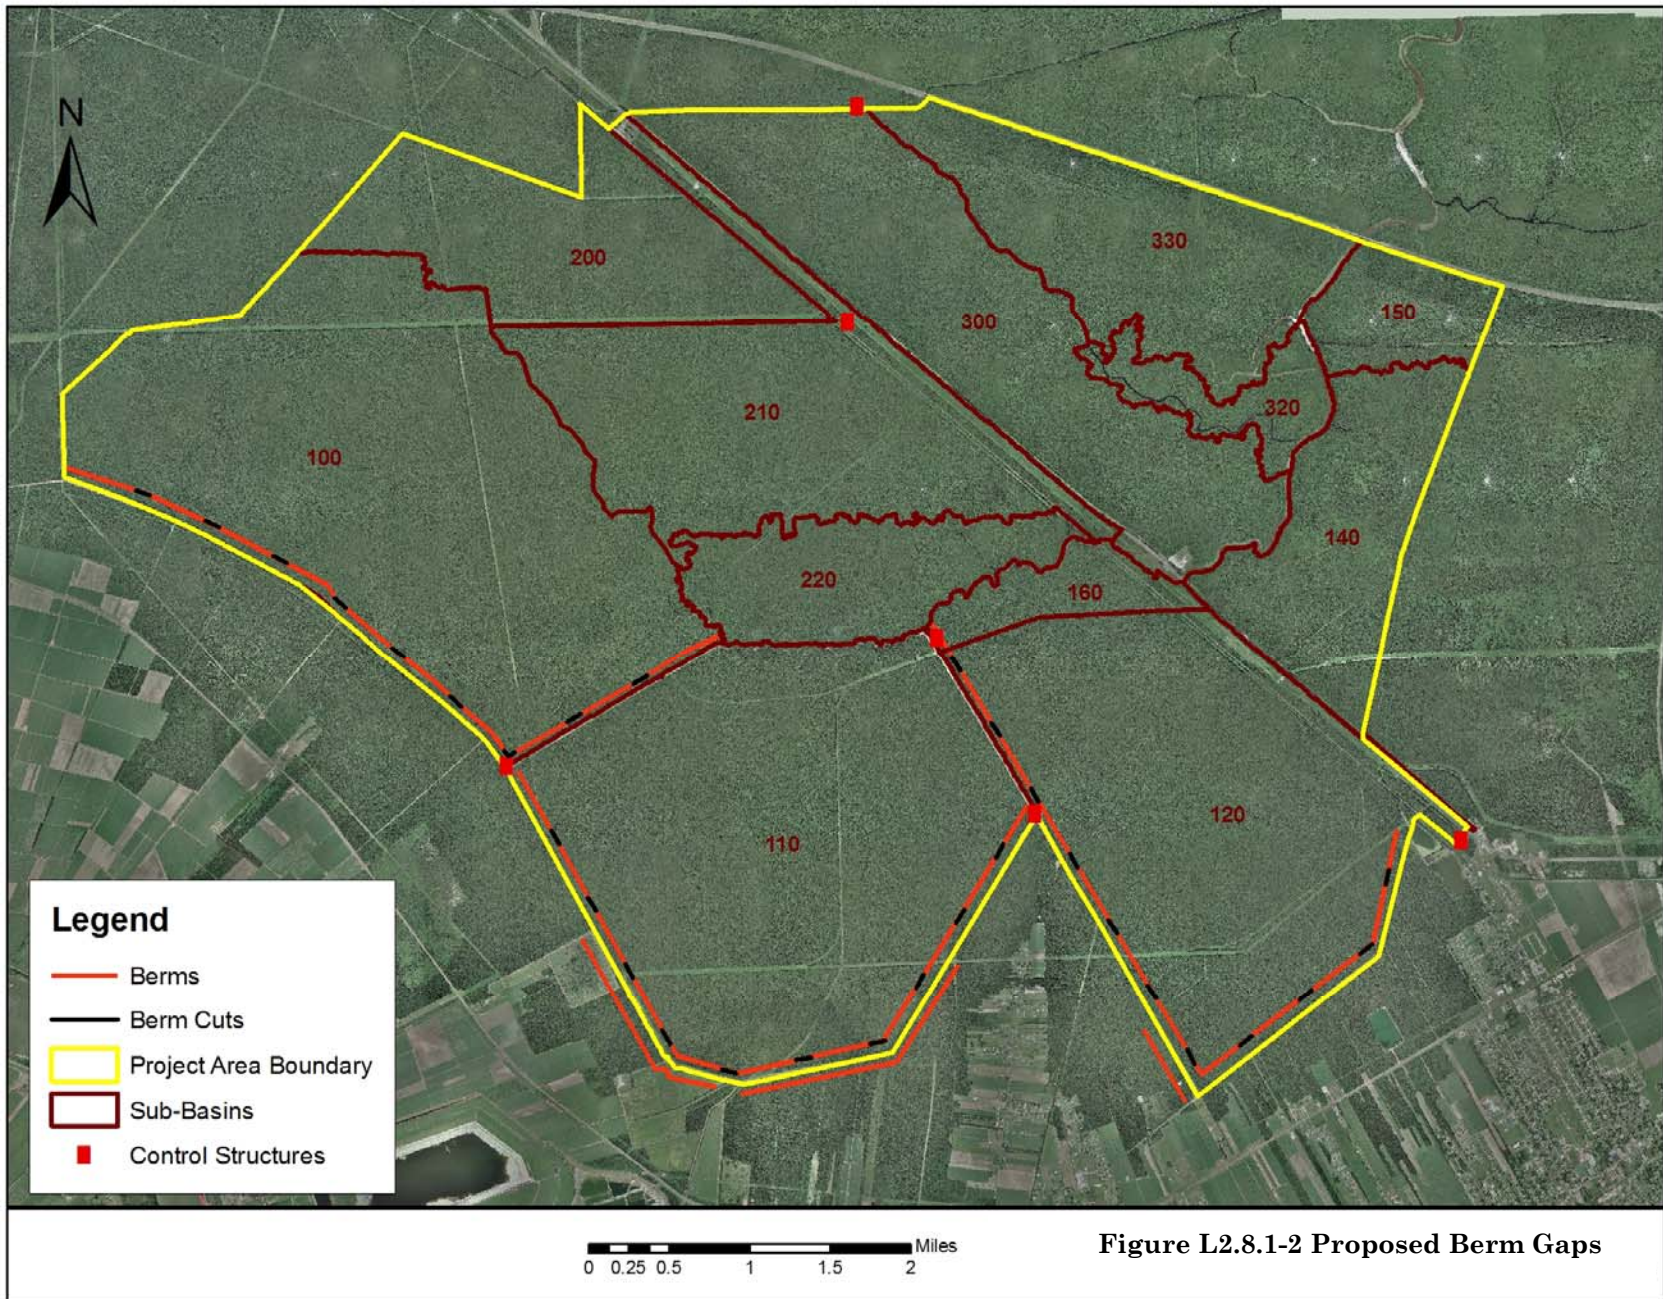 N
330
200
150
300
210
320
100
140
220
160
120
110
Legend
Berms
Berm Cuts
Project Area Boundary
Sub-Basins
Control Structures
Miles
0 0.25 0.5 1 1.5 2
Figure L2.8.1-2 Proposed Berm Gaps